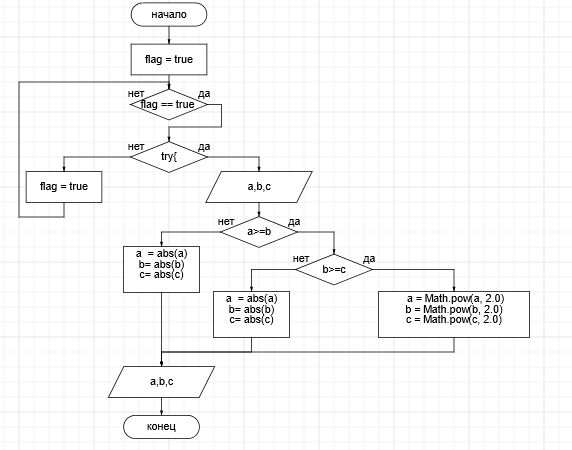 начало
flag = true
нет
да
flag == true
нет
да
try{
flag = true
a,b,c
нет
да
a>=b
a  = abs(a)
b= abs(b)
c= abs(c)
нет
да
b>=c
a  = abs(a)
b= abs(b)
c= abs(c)
a = Math.pow(a, 2.0)
b = Math.pow(b, 2.0)
c = Math.pow(c, 2.0)
a,b,c
конец